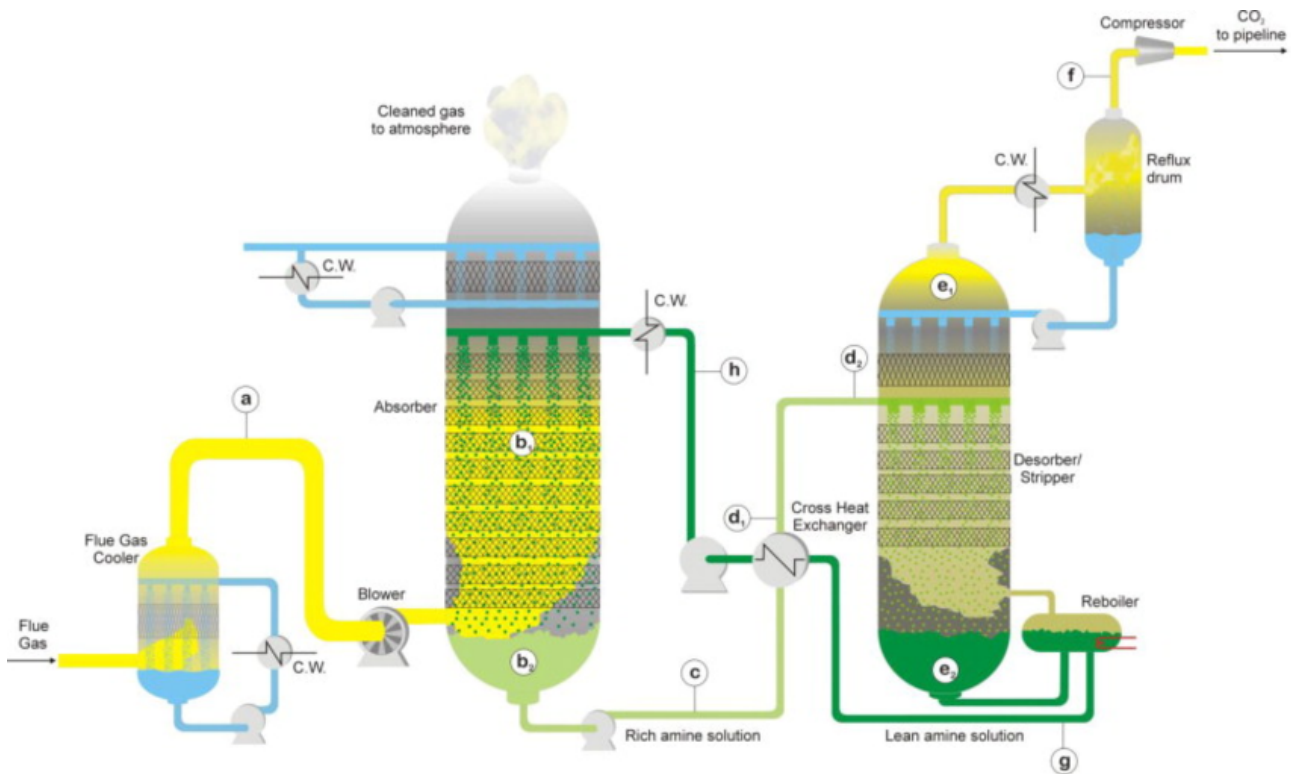 Compressor
CO₂
to pipeline
f
Cleaned gas
to atmosphere
C.W.
Reflux
drum
C.W.
e₁
C.W.
h
d₂
a
Absorber
b₁
Desorber/
Stripper
d₁
Cross Heat
Exchanger
Flue Gas
Cooler
Blower
Reboiler
Flue
Gas
C.W.
b₂
c
e₂
Rich amine solution
Lean amine solution
g